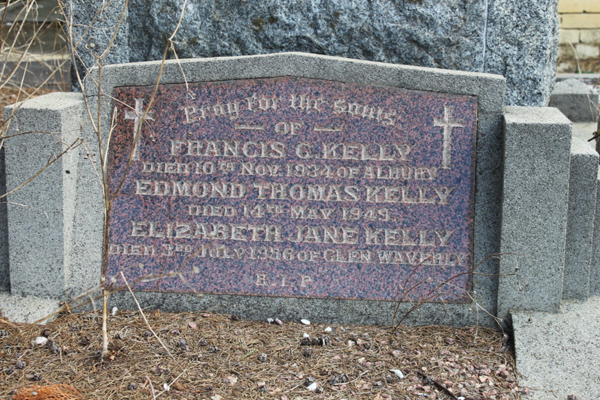 Pray for the souls
— OF —
FRANCIS G. KELLY
DIED 10TH NOV. 1934 OF ALBURY
EDMOND THOMAS KELLY
DIED 14TH MAY 1949.
ELIZABETH JANE KELLY
DIED 3RD JULY 1956 OF GLEN WAVERLY
R.I.P.